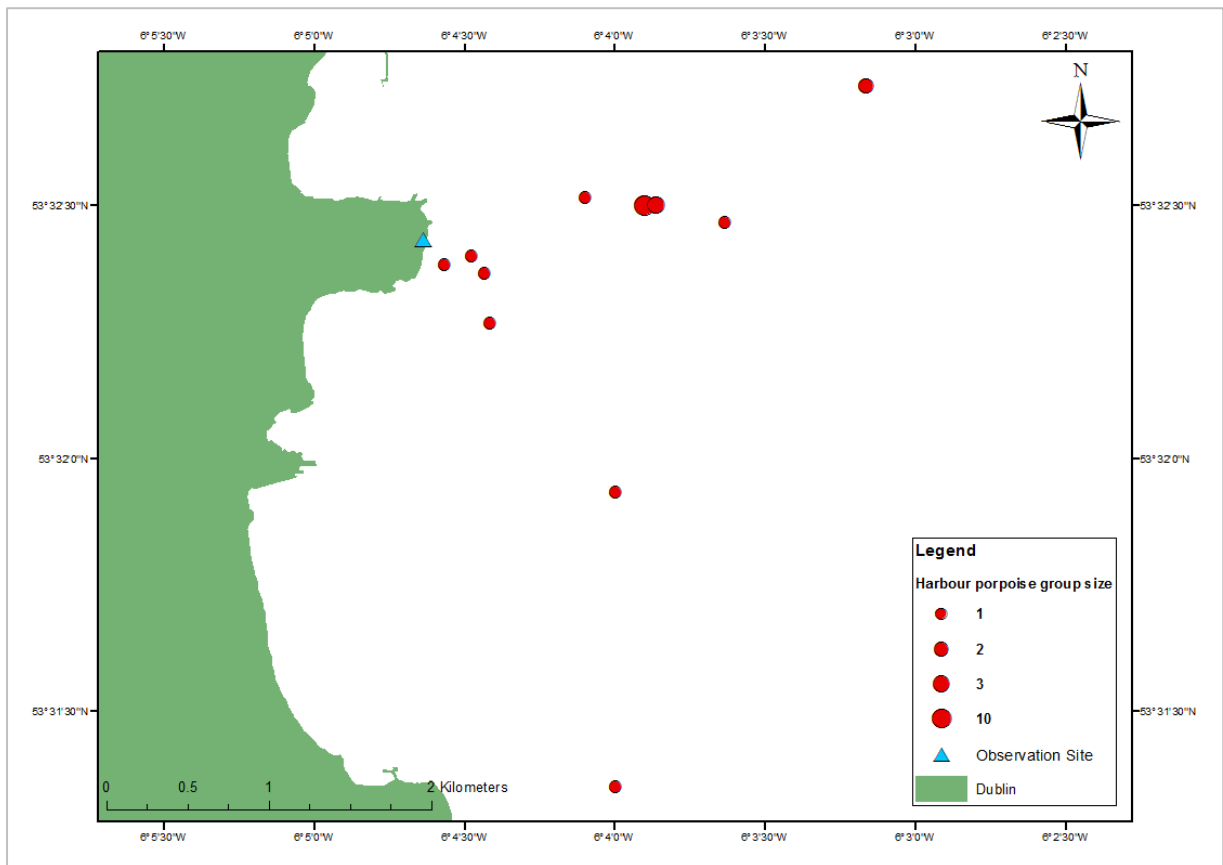 6°5'30"W 6°5'0"W 6°4'30"W 6°4'0"W 6°3'30"W 6°3'0"W 6°2'30"W
N
53°32'30"N 53°32'30"N
53°32'0"N 53°32'0"N
53°31'30"N 53°31'30"N
Legend
Harbour porpoise group size
1
2
3
10
Observation Site
Dublin
0 0.5 1 2 Kilometers
6°5'30"W 6°5'0"W 6°4'30"W 6°4'0"W 6°3'30"W 6°3'0"W 6°2'30"W